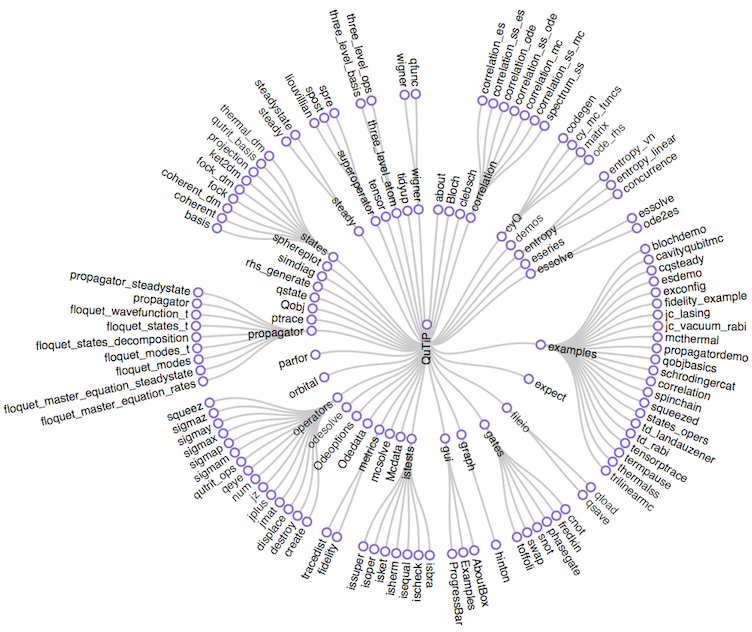 QuTiP
about
Bloch
clebsch
correlation
correlation_es
correlation_ss_es
correlation_ode
correlation_ss_ode
correlation_mc
correlation_ss_mc
spectrum_ss
cyQ
codegen
cy_mc_funcs
matrix
ode_rhs
demos
entropy
entropy_vn
entropy_linear
concurrence
eseries
essolve
essolve
ode2es
examples
blochdemo
cavityqubitmc
cqsteady
esdemo
exconfig
fidelity_example
jc_lasing
jc_vacuum_rabi
mcthermal
propagatordemo
qobjbasics
schrodingercat
correlation
spinchain
squeezed
states_opers
td_landauzener
td_rabi
tensorptrace
termpause
thermalss
trilinearmc
expect
fileio
qload
qsave
gates
cnot
fredkin
phasegate
snot
swap
toffoli
graph
hinton
gui
AboutBox
Examples
ProgressBar
istests
isbra
ischeck
isequal
isherm
isket
isoper
issuper
Mcdata
mcsolve
metrics
fidelity
tracedist
Odedata
Odeoptions
odesolve
operators
create
destroy
displace
jmat
jplus
jz
num
qeye
qutrit_ops
sigmam
sigmap
sigmax
sigmay
sigmaz
squeez
orbital
parfor
propagator
floquet_master_equation_rates
floquet_master_equation_steadystate
floquet_modes
floquet_modes_t
floquet_states_decomposition
floquet_states_t
floquet_wavefunction_t
propagator
propagator_steadystate
ptrace
Qobj
qstate
rhs_generate
simdiag
sphereplot
states
basis
coherent
coherent_dm
fock
fock_dm
ket2dm
projection
qutrit_basis
thermal_dm
steady
steady
steadystate
superoperator
liouvillian
spost
spre
tensor
three_level_atom
three_level_basis
three_level_ops
tidyup
wigner
wigner
qfunc